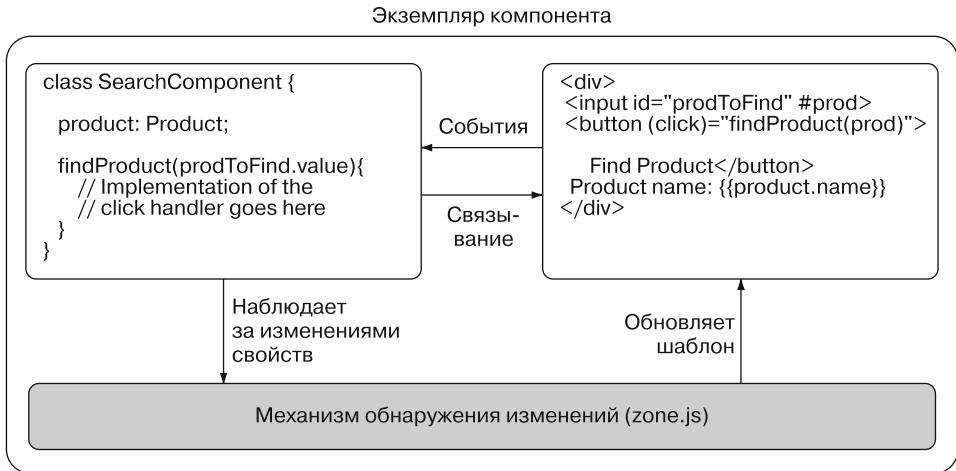 Экземпляр компонента
class SearchComponent {
product: Product;
findProduct(prodToFind.value){
// Implementation of the
// click handler goes here
}
}
События
Связы-
вание
<div>
<input id="prodToFind" #prod>
<button (click)="findProduct(prod)">
Find Product</button>
Product name: {{product.name}}
</div>
Наблюдает
за изменениями
свойств
Обновляет
шаблон
Механизм обнаружения изменений (zone.js)